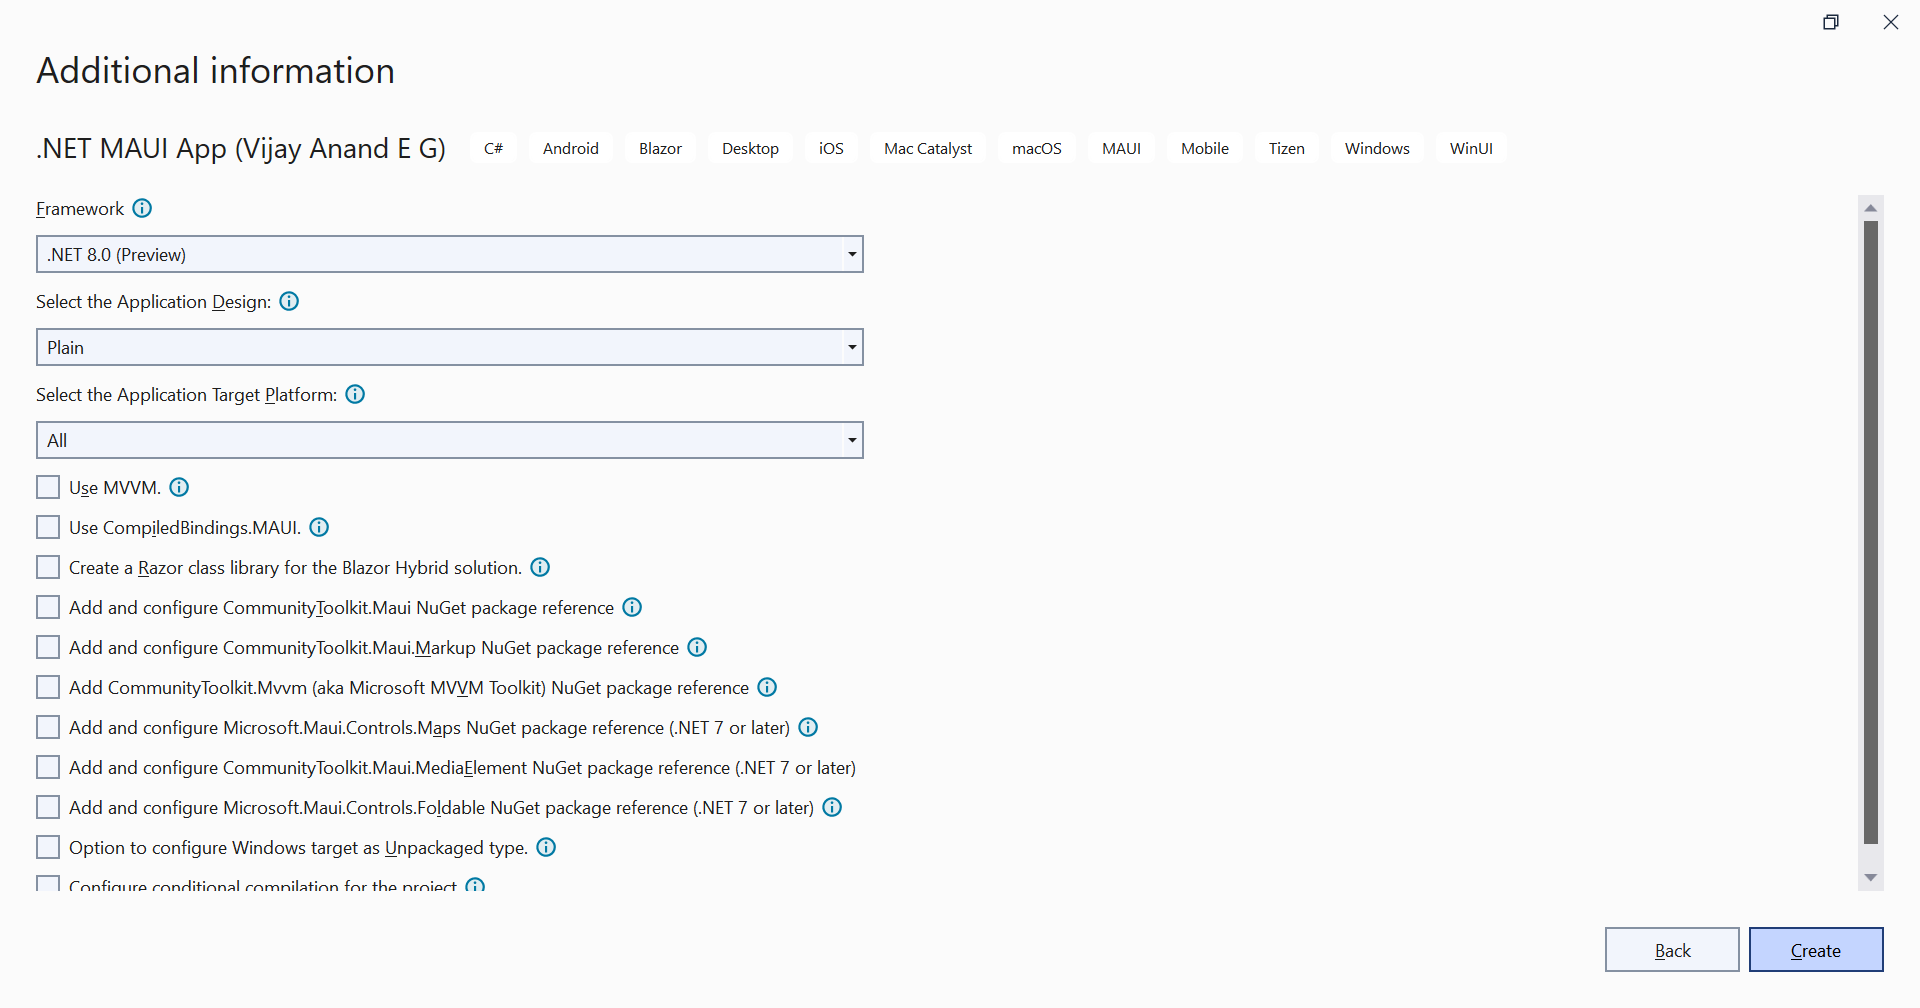 Additional information
.NET MAUI App (Vijay Anand E G) C# Android Blazor Desktop iOS Mac Catalyst macOS MAUI Mobile Tizen Windows WinUI
Framework
.NET 8.0 (Preview)
Select the Application Design:
Plain
Select the Application Target Platform:
All
Use MVVM.
Use CompiledBindings.MAUI.
Create a Razor class library for the Blazor Hybrid solution.
Add and configure CommunityToolkit.Maui NuGet package reference
Add and configure CommunityToolkit.Maui.Markup NuGet package reference
Add CommunityToolkit.Mvvm (aka Microsoft MVVM Toolkit) NuGet package reference
Add and configure Microsoft.Maui.Controls.Maps NuGet package reference (.NET 7 or later)
Add and configure CommunityToolkit.Maui.MediaElement NuGet package reference (.NET 7 or later)
Add and configure Microsoft.Maui.Controls.Foldable NuGet package reference (.NET 7 or later)
Option to configure Windows target as Unpackaged type.
Configure conditional compilation for the project
Back Create